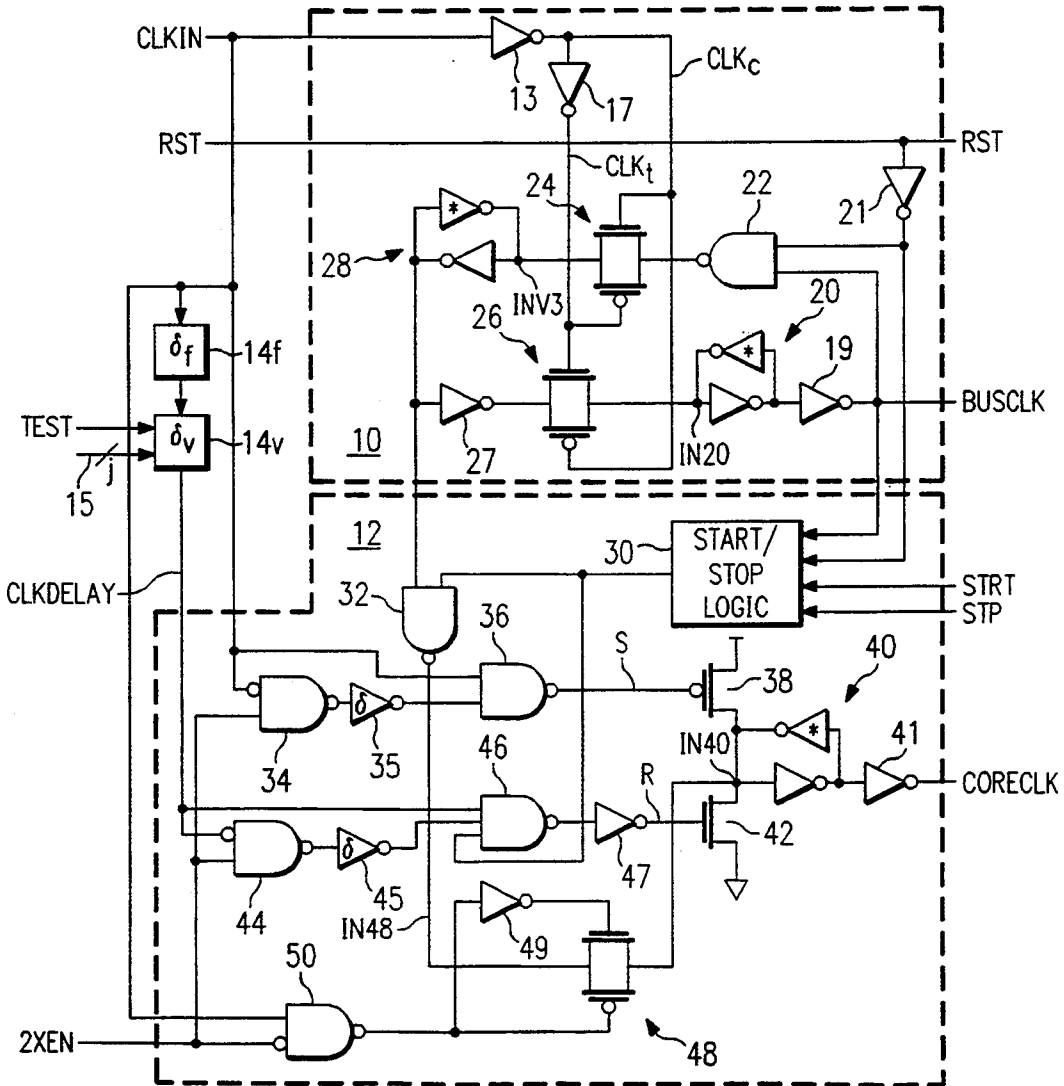 CLKIN
13
17
CLKC
RST
RST
CLKt
24
22
21
*
28
INV3
δf
14f
26
20
*
19
TEST
δv
14v
BUSCLK
15
j
10
27
IN20
12
30
START/
STOP
LOGIC
CLKDELAY
32
36
STRT
STP
S
38
40
δ
34
35
*
46
IN40
41
R
CORECLK
42
δ
44
45
47
IN48
49
50
2XEN
48